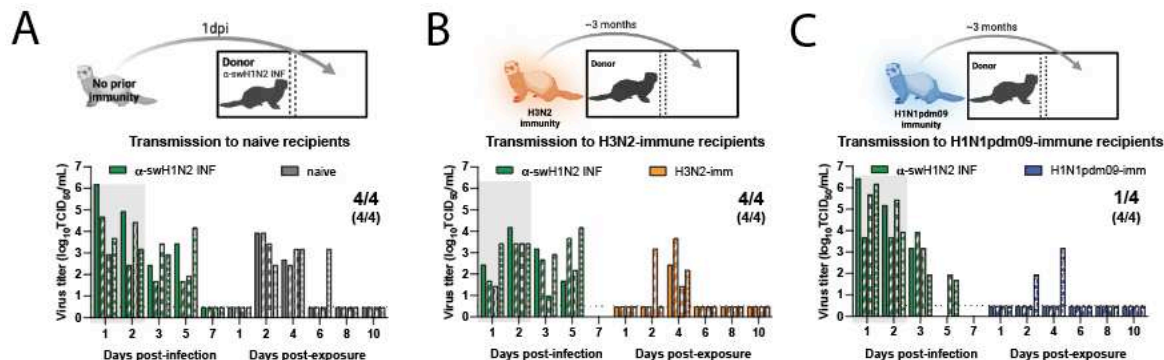 A
1dpi
No prior
immunity
Donor
α-swH1N2 INF
Transmission to naive recipients
α-swH1N2 INF
naive
4/4
(4/4)
Virus titer (log10TCID50/mL)
7
6
5
4
3
2
1
0
1 2 3 5 7 1 2 4 6 8 10
Days post-infection Days post-exposure
B
~3 months
H3N2
immunity
Donor
Transmission to H3N2-immune recipients
α-swH1N2 INF
H3N2-imm
4/4
(4/4)
Virus titer (log10TCID50/mL)
7
6
5
4
3
2
1
0
1 2 3 5 7 1 2 4 6 8 10
Days post-infection Days post-exposure
C
~3 months
H1N1pdm09
immunity
Donor
Transmission to H1N1pdm09-immune recipients
α-swH1N2 INF
H1N1pdm09-imm
1/4
(4/4)
Virus titer (log10TCID50/mL)
7
6
5
4
3
2
1
0
1 2 3 5 7 1 2 4 6 8 10
Days post-infection Days post-exposure